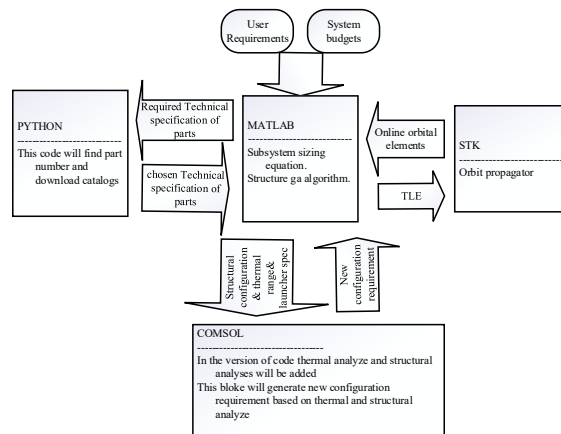 User
Requirements
System
budgets
PYTHON
------------------------------
This code will find part
number and
download catalogs
Required Technical
specification of
parts
chosen Technical
specification of
parts
MATLAB
------------------------------
Subsystem sizing
equation.
Structure ga algorithm.
Online orbital
elements
TLE
STK
------------------------------
Orbit propagator
Structural
configuration
& thermal
range&
launcher spec
New
configuration
requirement
COMSOL
------------------------------------
In the version of code thermal analyze and structural
analyses will be added
This bloke will generate new configuration
requirement based on thermal and structural
analyze